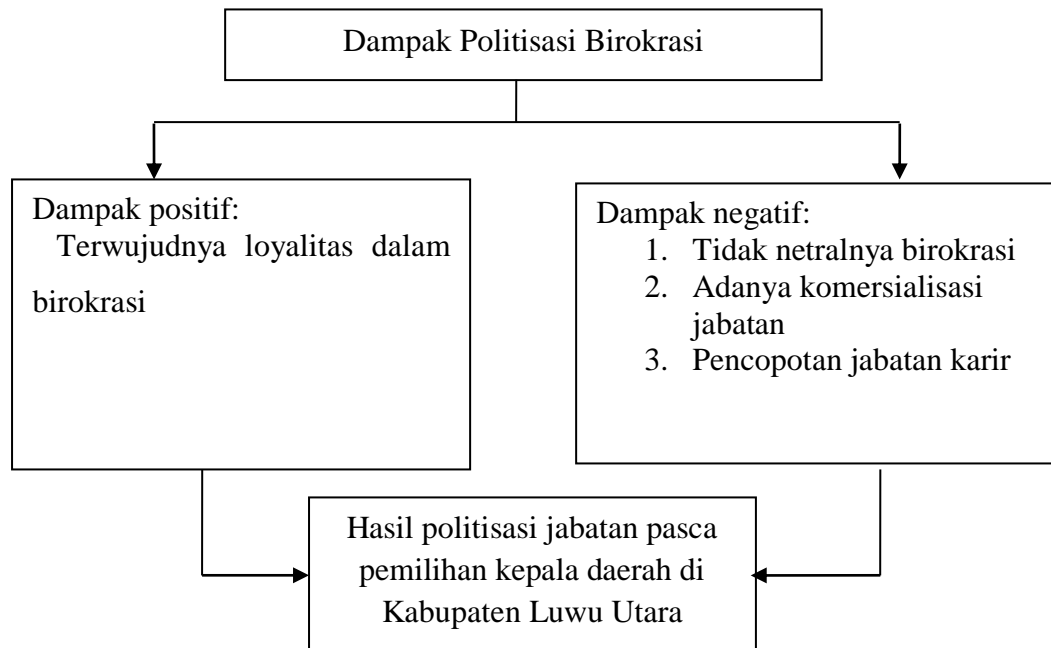 Dampak Politisasi Birokrasi
Dampak positif:
Terwujudnya loyalitas dalam
birokrasi
Dampak negatif:
1. Tidak netralnya birokrasi
2. Adanya komersialisasi
jabatan
3. Pencopotan jabatan karir
Hasil politisasi jabatan pasca
pemilihan kepala daerah di
Kabupaten Luwu Utara